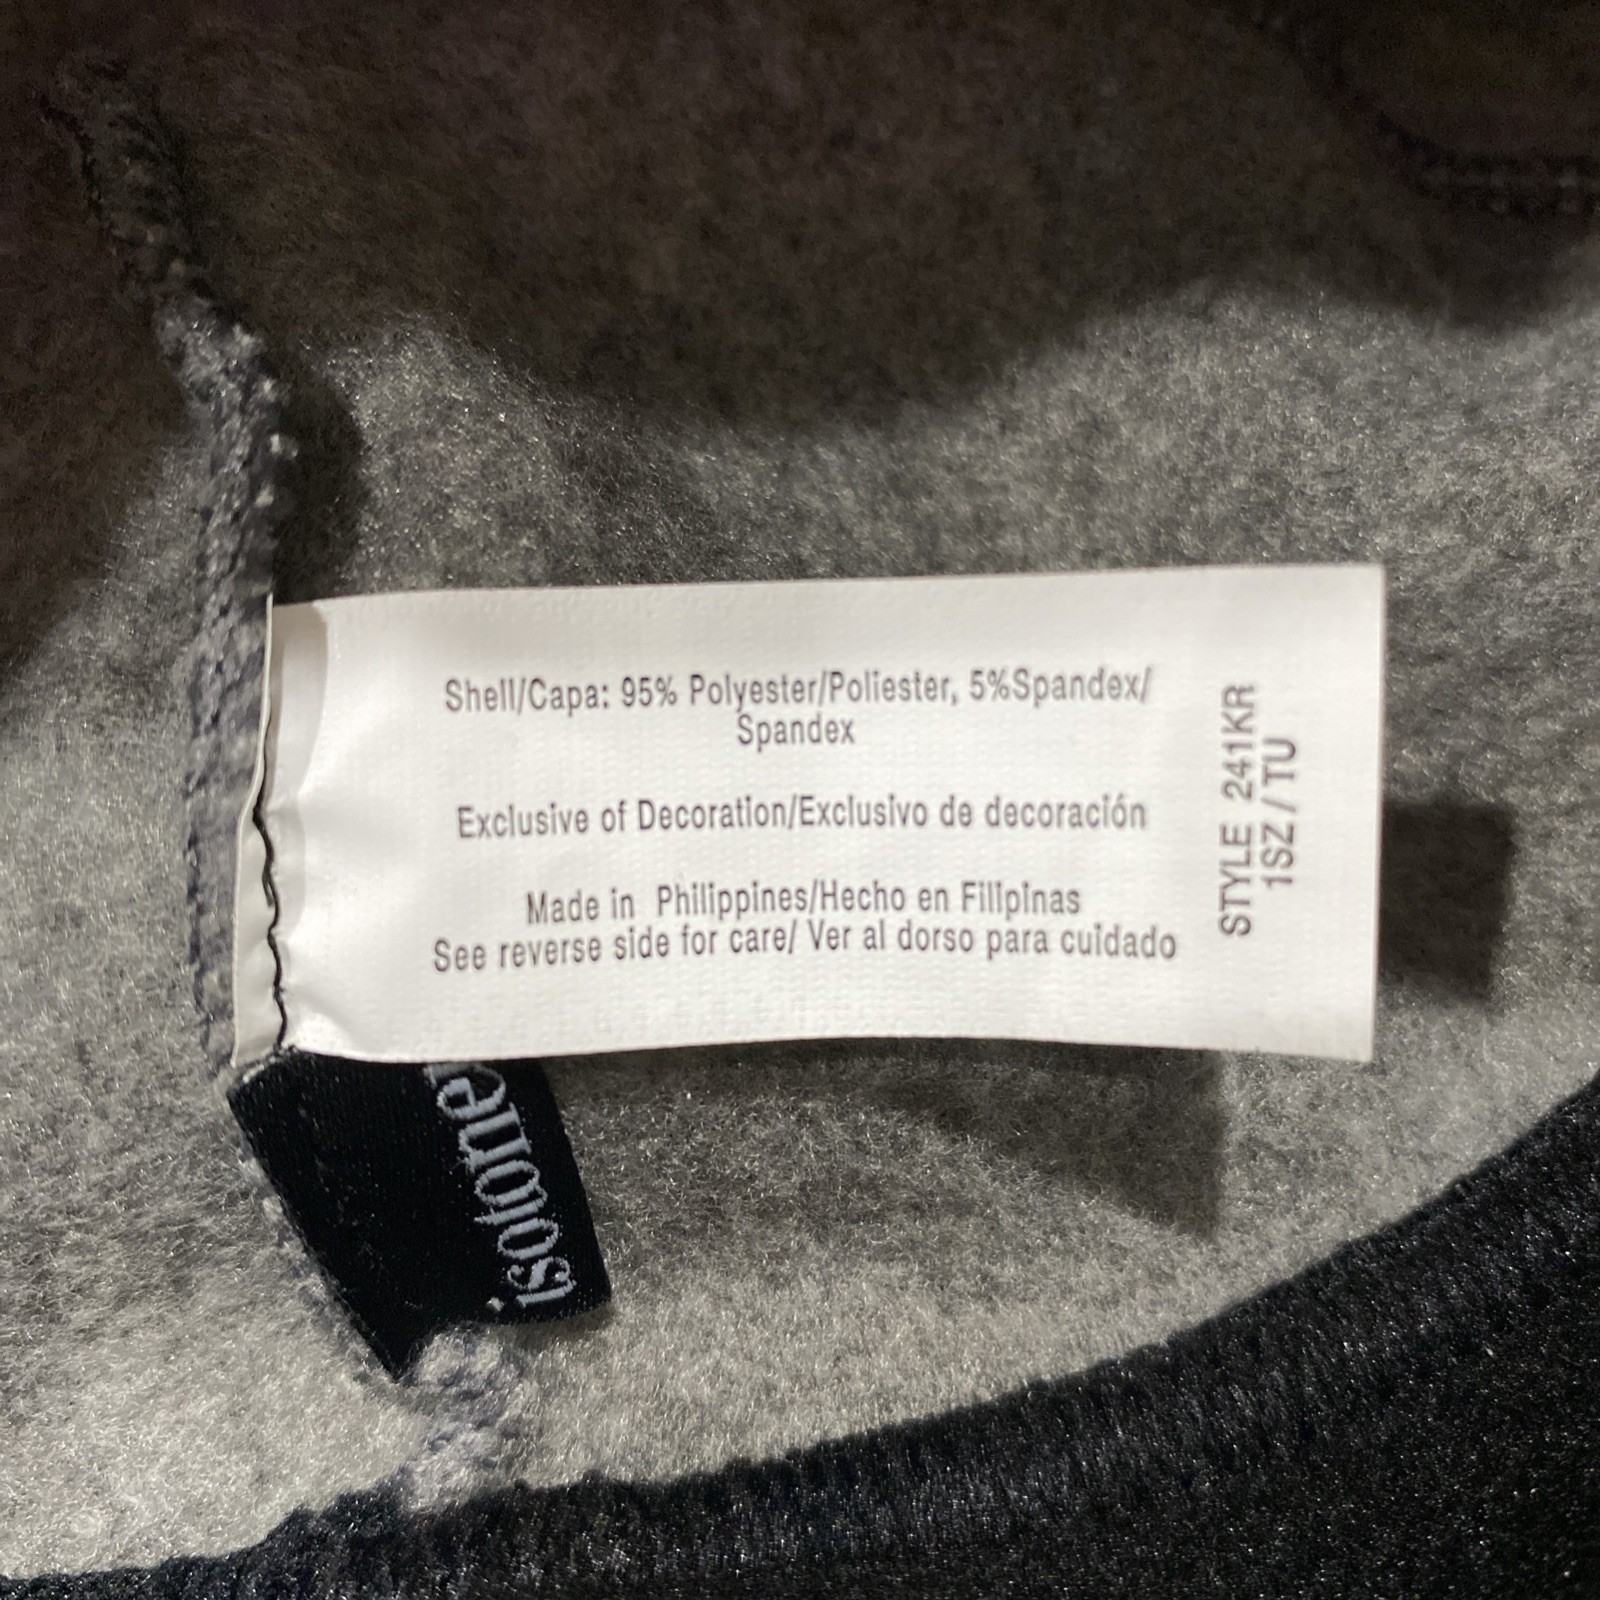 Shell/Capa: 95% Polyester/Poliester, 5%Spandex/
Spandex
Exclusive of Decoration/Exclusivo de decoración
Made in Philippines/Hecho en Filipinas
See reverse side for care/ Ver al dorso para cuidado
STYLE 241KR
1SZ / TU
isotoner